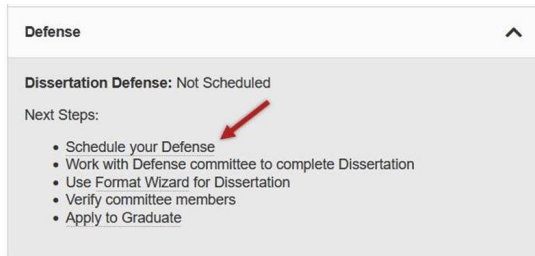 Defense
Dissertation Defense: Not Scheduled
Next Steps:
• Schedule your Defense
• Work with Defense committee to complete Dissertation
• Use Format Wizard for Dissertation
• Verify committee members
• Apply to Graduate